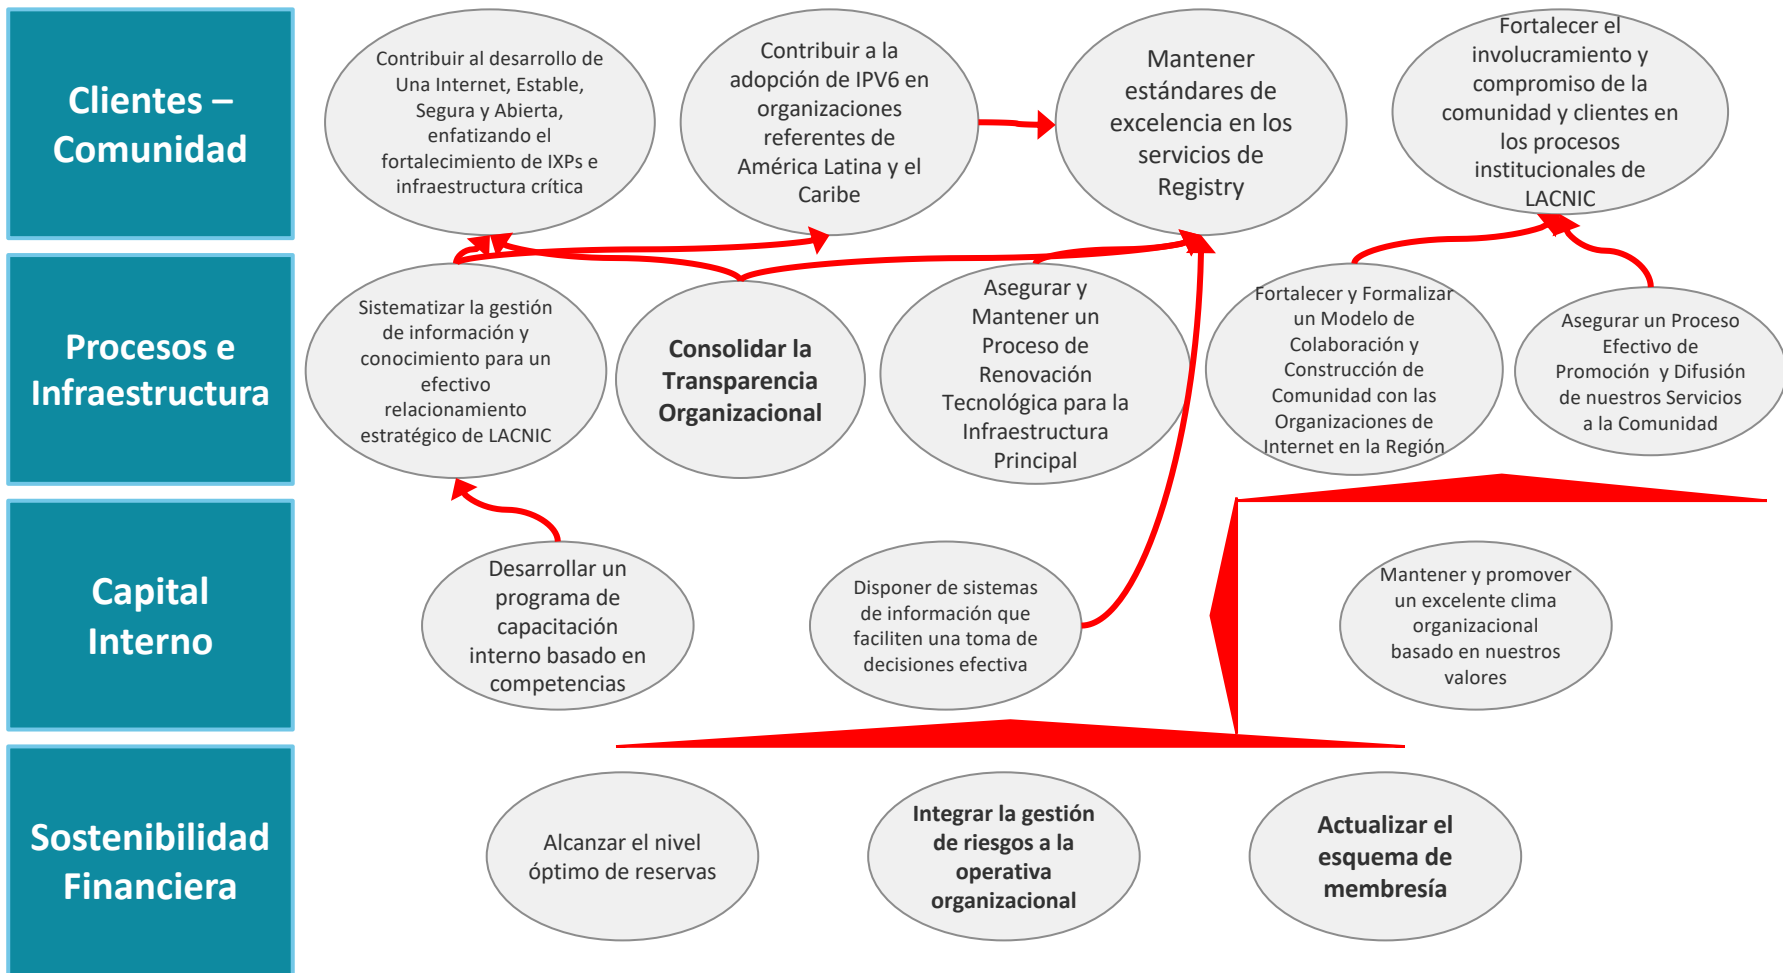 Clientes –
Comunidad
Contribuir al desarrollo de
Una Internet, Estable,
Segura y Abierta,
enfatizando el
fortalecimiento de IXPs e
infraestructura crítica
Contribuir a la
adopción de IPV6 en
organizaciones
referentes de
América Latina y el
Caribe
Mantener
estándares de
excelencia en los
servicios de
Registry
Fortalecer el
involucramiento y
compromiso de la
comunidad y clientes en
los procesos
institucionales de
LACNIC
Procesos e
Infraestructura
Sistematizar la gestión
de información y
conocimiento para un
efectivo
relacionamiento
estratégico de LACNIC
Consolidar la
Transparencia
Organizacional
Asegurar y
Mantener un
Proceso de
Renovación
Tecnológica para la
Infraestructura
Principal
Fortalecer y Formalizar
un Modelo de
Colaboración y
Construcción de
Comunidad con las
Organizaciones de
Internet en la Región
Asegurar un Proceso
Efectivo de
Promoción y Difusión
de nuestros Servicios
a la Comunidad
Capital
Interno
Desarrollar un
programa de
capacitación
interno basado en
competencias
Disponer de sistemas
de información que
faciliten una toma de
decisiones efectiva
Mantener y promover
un excelente clima
organizacional
basado en nuestros
valores
Sostenibilidad
Financiera
Alcanzar el nivel
óptimo de reservas
Integrar la gestión
de riesgos a la
operativa
organizacional
Actualizar el
esquema de
membresía